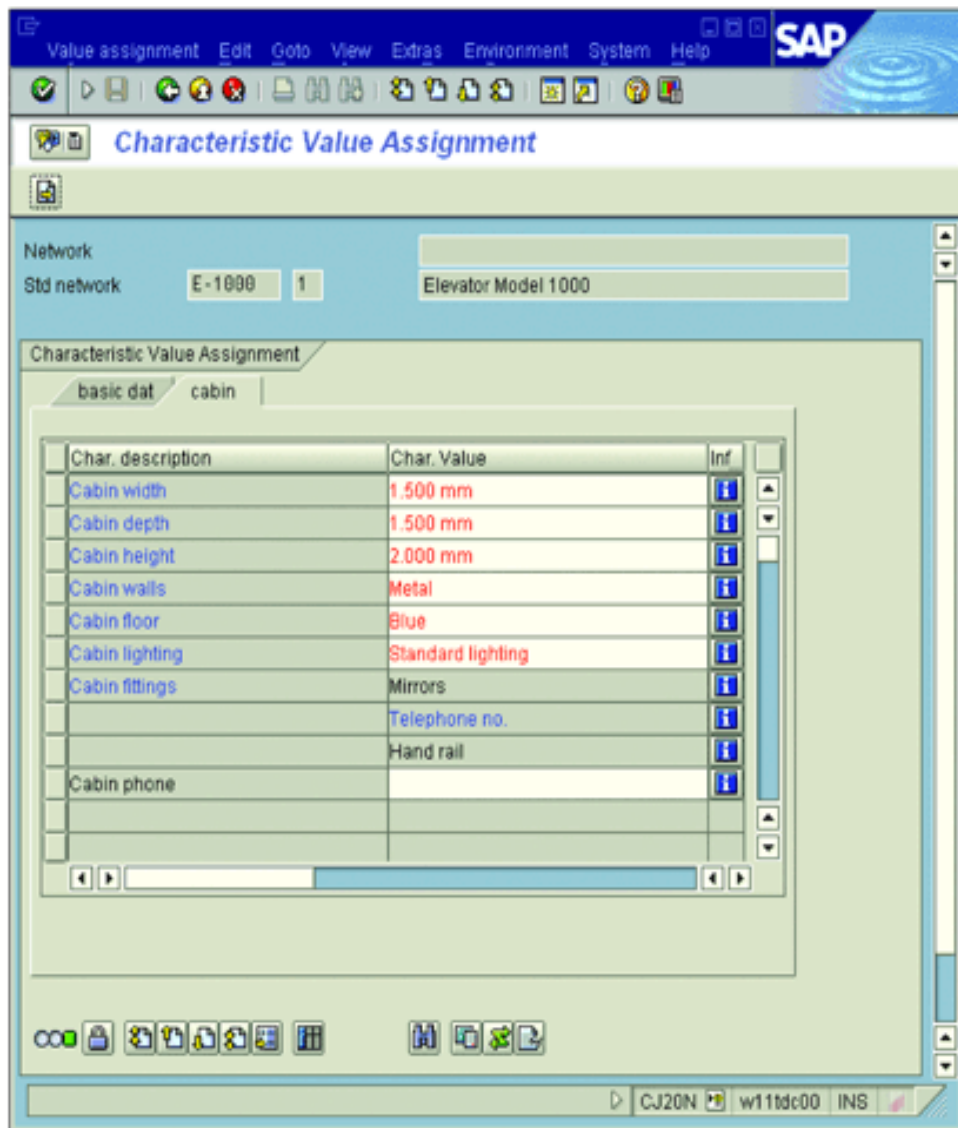 Value assignment Edit Goto View Extras Environment System Help
SAP
Characteristic Value Assignment
Network
Std network E-1000 1 Elevator Model 1000
Characteristic Value Assignment
basic dat cabin
Char. description Char. Value Inf
Cabin width 1.500 mm
Cabin depth 1.500 mm
Cabin height 2.000 mm
Cabin walls Metal
Cabin floor Blue
Cabin lighting Standard lighting
Cabin fittings Mirrors
Telephone no.
Hand rail
Cabin phone
CJ20N w11tdc00 INS